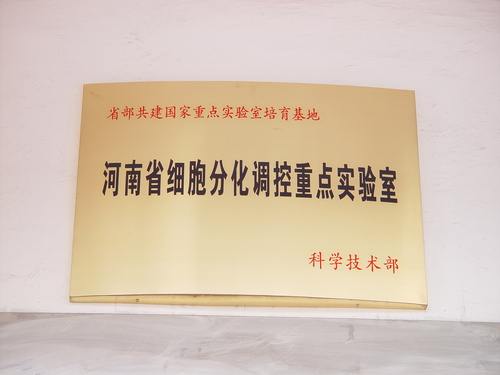 省部共建国家重点实验室培育基地
河南省细胞分化调控重点实验室
科学技术部